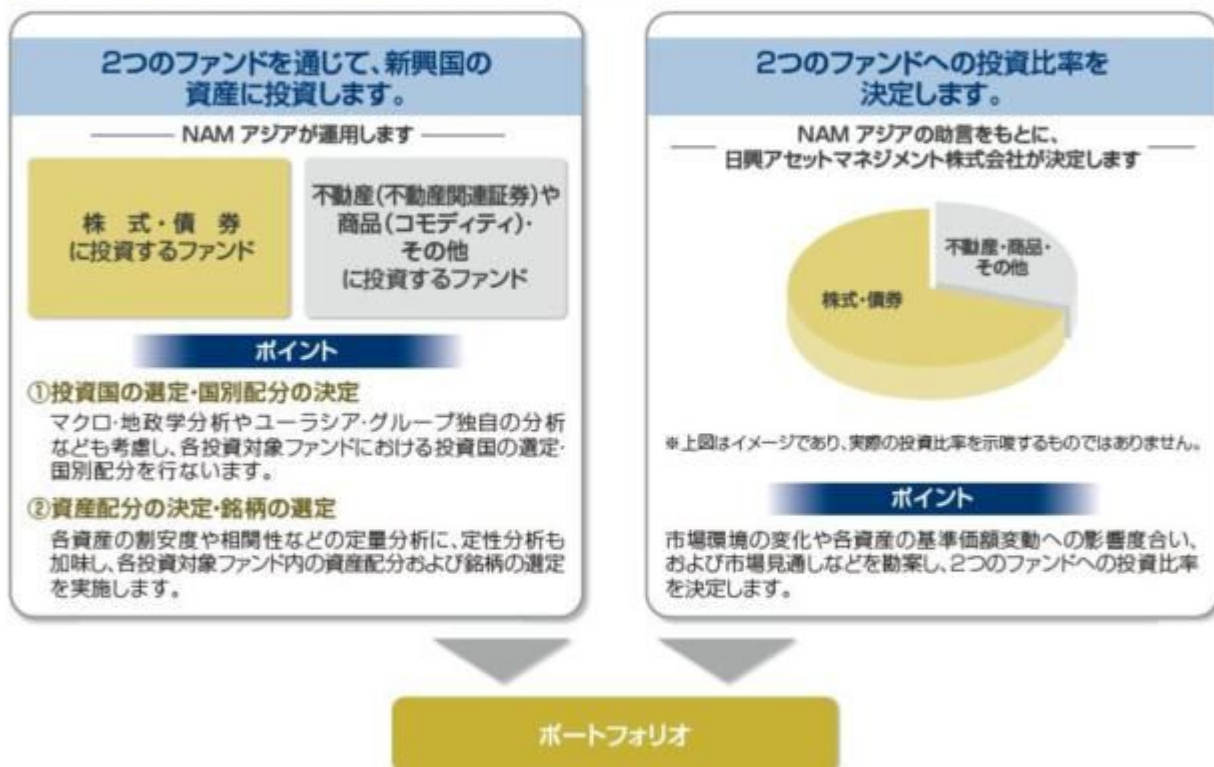 2つのファンドを通じて、新興国の
資産に投資します。
NAM アジアが運用します
株 式・債 券
に投資するファンド
不動産(不動産関連証券)や
商品(コモディティ)・
その他
に投資するファンド
ポイント
①投資国の選定・国別配分の決定
マクロ・地政学分析やユーラシア・グループ独自の分析
なども考慮し、各投資対象ファンドにおける投資国の選定・
国別配分を行ないます。
②資産配分の決定・銘柄の選定
各資産の割安度や相関性などの定量分析に、定性分析も
加味し、各投資対象ファンド内の資産配分および銘柄の選定
を実施します。
2つのファンドへの投資比率を
決定します。
NAM アジアの助言をもとに、
日興アセットマネジメント株式会社が決定します
不動産・商品・
その他
株式・債券
※上図はイメージであり、実際の投資比率を示唆するものではありません。
ポイント
市場環境の変化や各資産の基準価額変動への影響度合い、
および市場見通しなどを勘案し、2つのファンドへの投資比率
を決定します。
ポートフォリオ